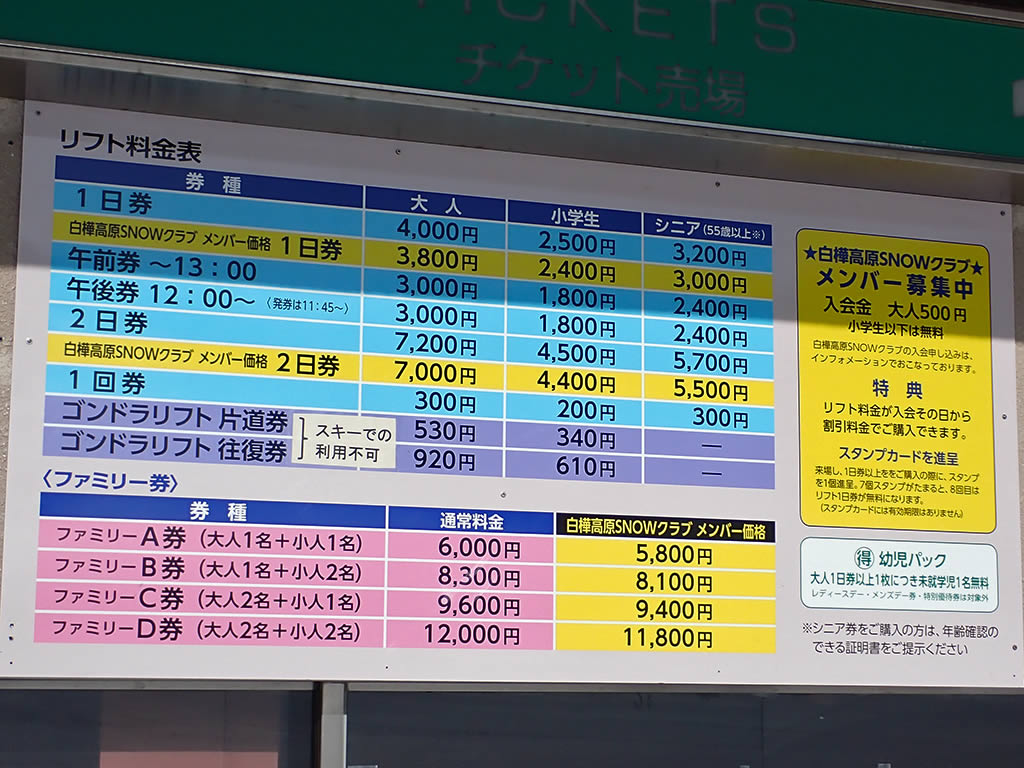 TICKETS
チケット売場
リフト料金表
券 種 大 人 小学生 シニア(55歳以上※)
1日券 4,000円 2,500円 3,200円
白樺高原SNOWクラブ メンバー価格 1日券 3,800円 2,400円 3,000円
午前券 ～13：00 3,000円 1,800円 2,400円
午後券 12：00～〈発券は11:45～〉 3,000円 1,800円 2,400円
2日券 7,200円 4,500円 5,700円
白樺高原SNOWクラブ メンバー価格 2日券 7,000円 4,400円 5,500円
1回券 300円 200円 300円
ゴンドラリフト 片道券 530円 340円 —
ゴンドラリフト 往復券 920円 610円 —
スキーでの
利用不可
〈ファミリー券〉
券 種 通常料金 白樺高原SNOWクラブ メンバー価格
ファミリーA券（大人1名＋小人1名） 6,000円 5,800円
ファミリーB券（大人1名＋小人2名） 8,300円 8,100円
ファミリーC券（大人2名＋小人1名） 9,600円 9,400円
ファミリーD券（大人2名＋小人2名） 12,000円 11,800円
★白樺高原SNOWクラブ★
メンバー募集中
入会金 大人500円
小学生以下は無料
白樺高原SNOWクラブの入会申し込みは、
インフォメーションでおこなっております。
特 典
リフト料金が入会その日から
割引料金でご購入できます。
スタンプカードを進呈
来場し、1日券以上をご購入の際に、スタンプ
を1個進呈。7個スタンプがたまると、8回目は
リフト1日券が無料になります。
（スタンプカードには有効期限はありません）
得 幼児パック
大人1日券以上1枚につき未就学児1名無料
レディースデー・メンズデー券・特別優待券は対象外
※シニア券をご購入の方は、年齢確認の
できる証明書をご提示ください